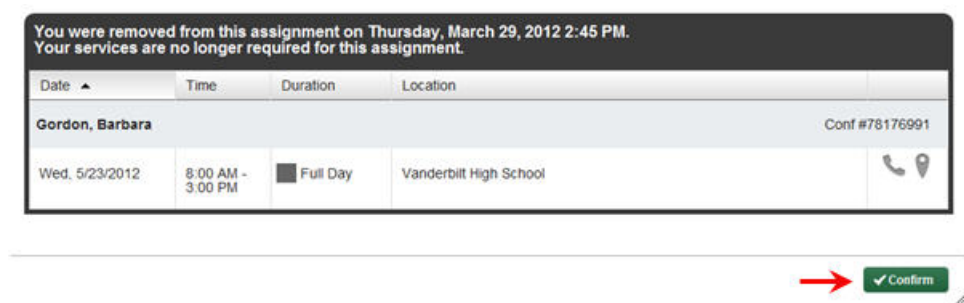 You were removed from this assignment on Thursday, March 29, 2012 2:45 PM.
Your services are no longer required for this assignment.
Date Time Duration Location
Gordon, Barbara Conf #78176991
Wed, 5/23/2012 8:00 AM - Full Day Vanderbilt High School
3:00 PM
Confirm